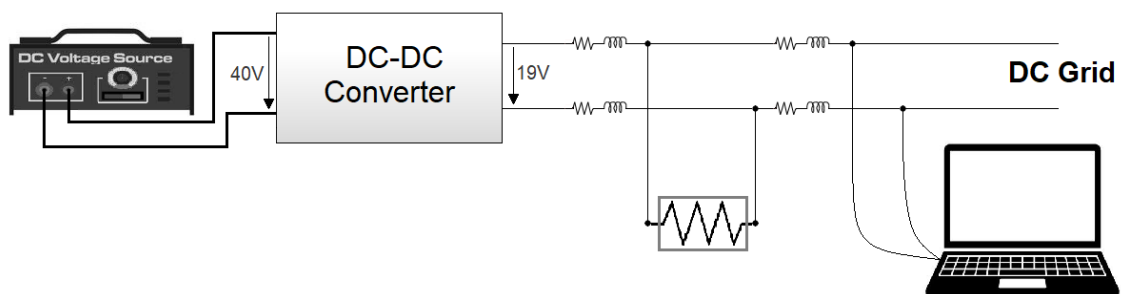 DC Voltage Source
- +
40V
DC-DC
Converter
19V
DC Grid